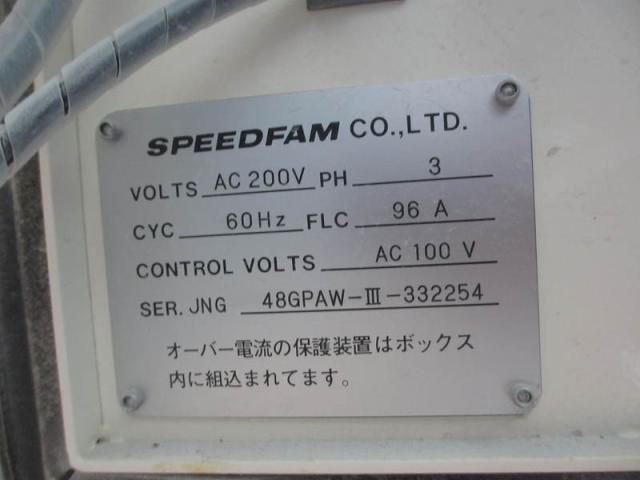 SPEEDFAM CO.,LTD.
VOLTS AC 200V PH 3
CYC 60Hz FLC 96 A
CONTROL VOLTS AC 100 V
SER. JNG 48GPAW-III-332254
オーバー電流の保護装置はボックス
内に組込まれてます。